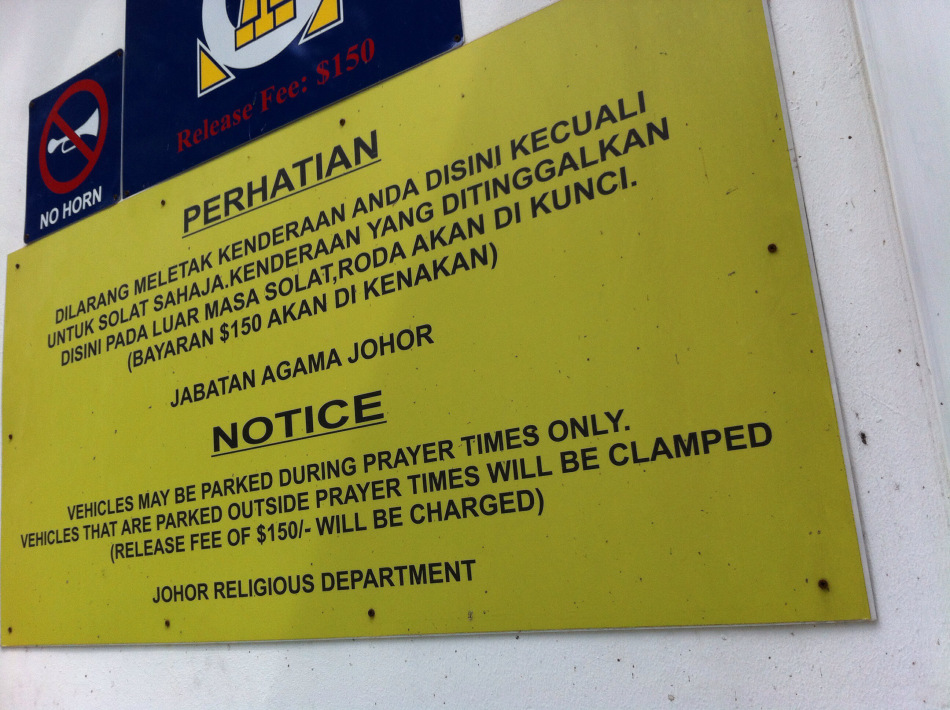 Release Fee: $150
NO HORN
PERHATIAN
DILARANG MELETAK KENDERAAN ANDA DISINI KECUALI
UNTUK SOLAT SAHAJA.KENDERAAN YANG DITINGGALKAN
DISINI PADA LUAR MASA SOLAT,RODA AKAN DI KUNCI.
(BAYARAN $150 AKAN DI KENAKAN)
JABATAN AGAMA JOHOR
NOTICE
VEHICLES MAY BE PARKED DURING PRAYER TIMES ONLY.
VEHICLES THAT ARE PARKED OUTSIDE PRAYER TIMES WILL BE CLAMPED
(RELEASE FEE OF $150/- WILL BE CHARGED)
JOHOR RELIGIOUS DEPARTMENT